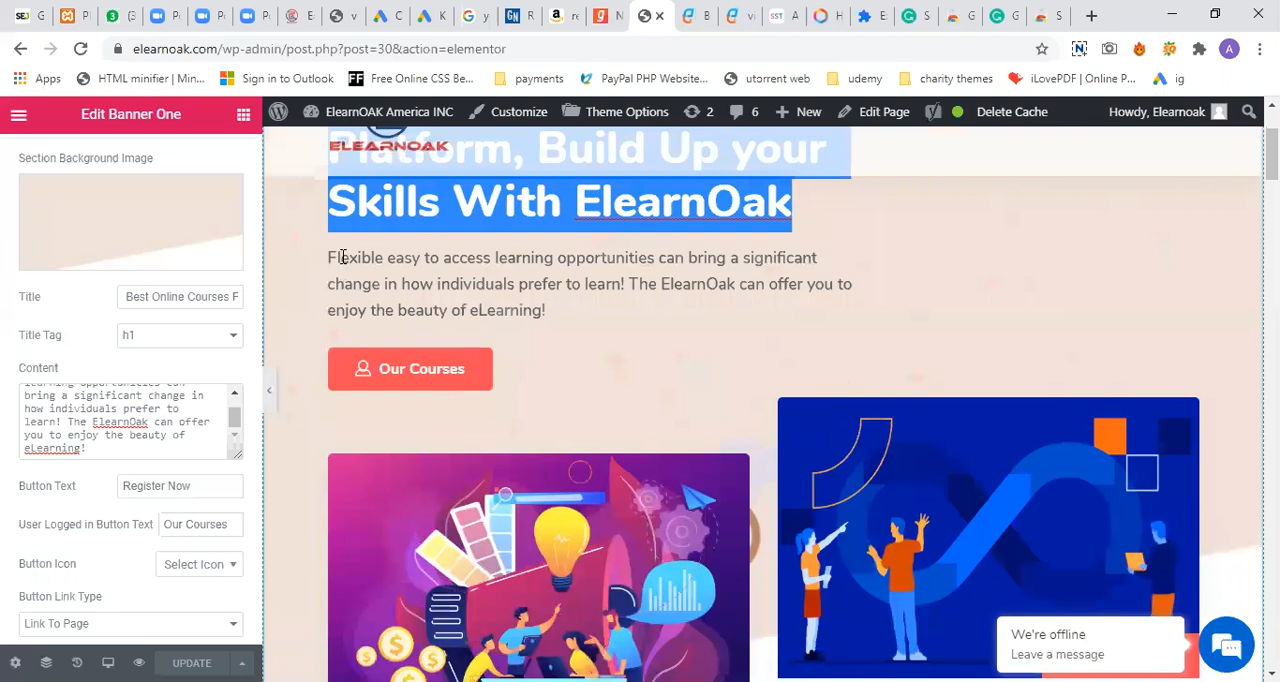 elearnoak.com/wp-admin/post.php?post=30&action=elementor
Apps
HTML minifier | Min...
Sign in to Outlook
Free Online CSS Be...
payments
PayPal PHP Website...
utorrent web
udemy
charity themes
iLovePDF | Online P...
ig
Edit Banner One
ElearnOAK America INC
Customize
Theme Options
2
6
New
Edit Page
Delete Cache
Howdy, Elearnoak
Section Background Image
Title
Best Online Courses F
Title Tag
h1
Content
learning opportunities can
bring a significant change in
how individuals prefer to
learn! The ElearnOak can offer
you to enjoy the beauty of
eLearning!
Button Text
Register Now
User Logged in Button Text
Our Courses
Button Icon
Select Icon
Button Link Type
Link To Page
UPDATE
ELEARNOAK
Platform, Build Up your
Skills With ElearnOak
Flexible easy to access learning opportunities can bring a significant
change in how individuals prefer to learn! The ElearnOak can offer you to
enjoy the beauty of eLearning!
Our Courses
We're offline
Leave a message